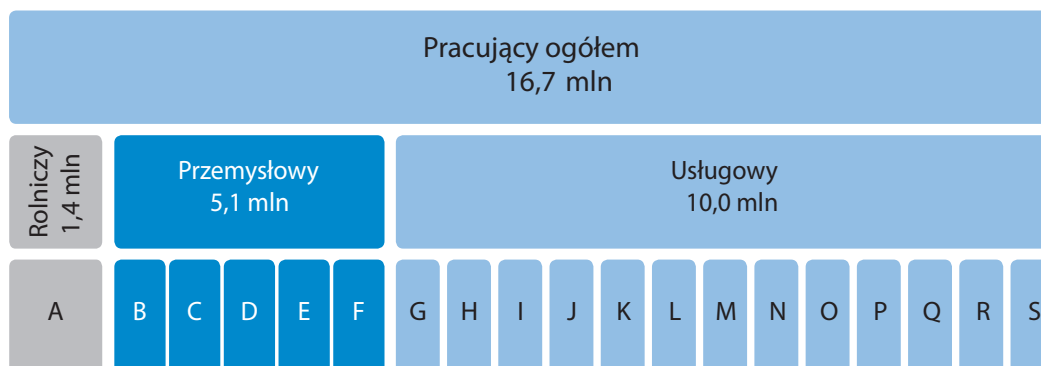 Pracujący ogółem
16,7 mln
Rolniczy
1,4 mln
Przemysłowy
5,1 mln
Usługowy
10,0 mln
A B C D E F G H I J K L M N O P Q R S